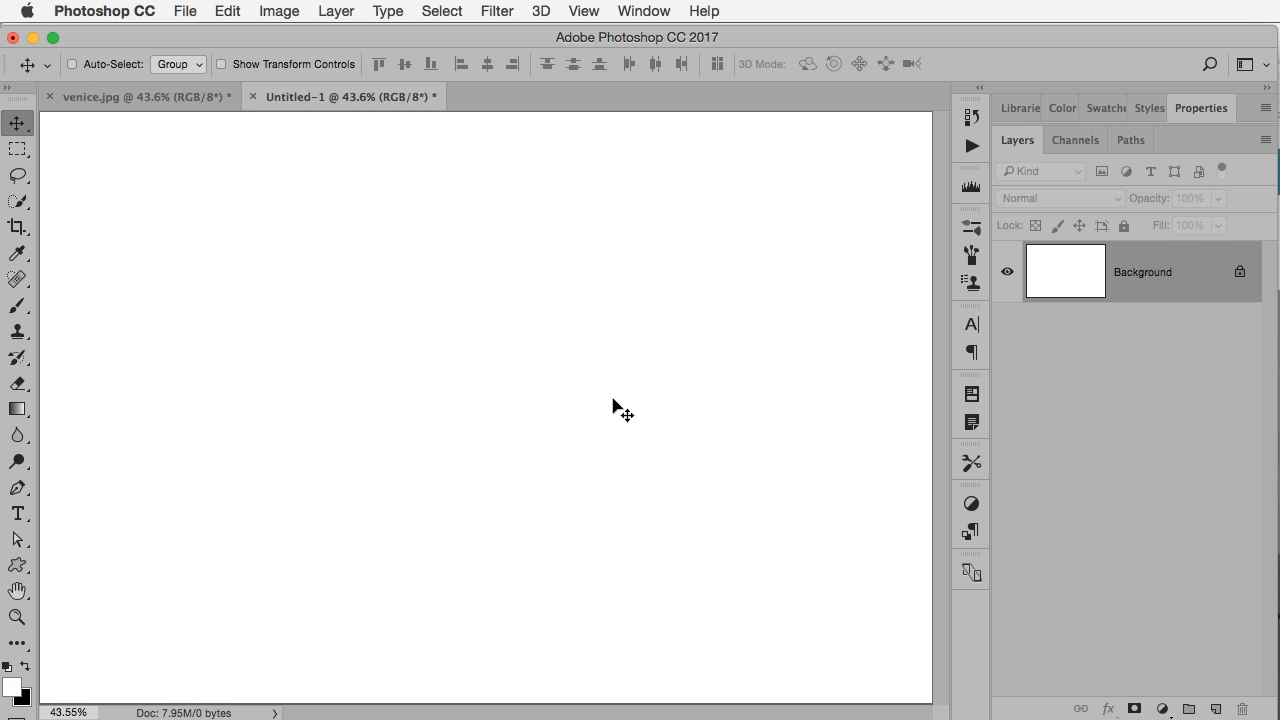 Photoshop CC File Edit Image Layer Type Select Filter 3D View Window Help
Adobe Photoshop CC 2017
Auto-Select: Group Show Transform Controls 3D Mode:
venice.jpg @ 43.6% (RGB/8*) * Untitled-1 @ 43.6% (RGB/8*) *
Librarie Color Swatche Styles Properties
Layers Channels Paths
Kind
Normal Opacity: 100%
Lock: Fill: 100%
Background
43.55% Doc: 7.95M/0 bytes